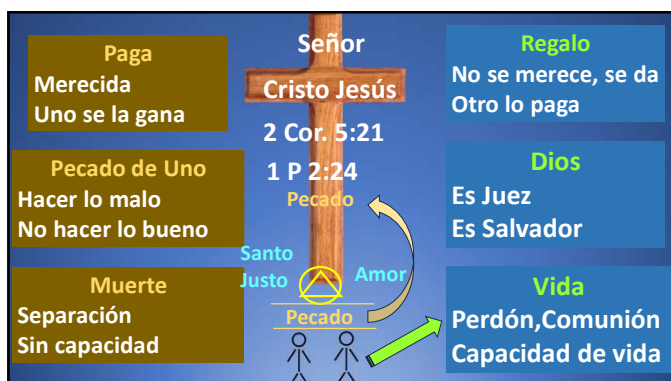 Paga
Merecida
Uno se la gana
Pecado de Uno
Hacer lo malo
No hacer lo bueno
Muerte
Separación
Sin capacidad
Señor
Cristo Jesús
2 Cor. 5:21
1 P 2:24
Pecado
Santo
Justo
Amor
Pecado
Regalo
No se merece, se da
Otro lo paga
Dios
Es Juez
Es Salvador
Vida
Perdón,Comunión
Capacidad de vida